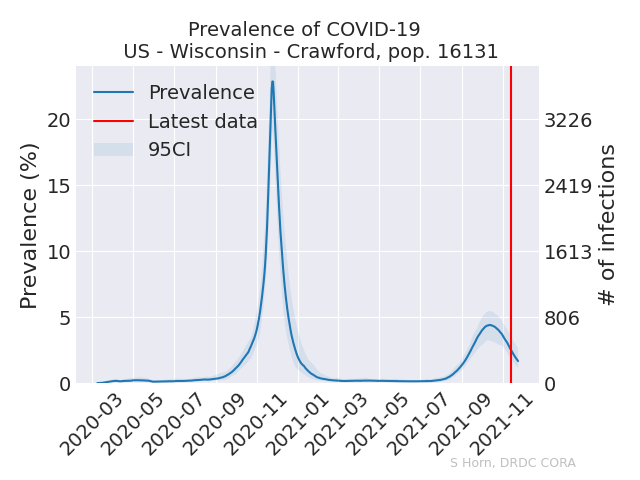 Prevalence of COVID-19
US - Wisconsin - Crawford, pop. 16131
Prevalence
Latest data
95CI
Prevalence (%)
20
15
10
5
0
3226
2419
1613
806
0
# of infections
2020-03
2020-05
2020-07
2020-09
2020-11
2021-01
2021-03
2021-05
2021-07
2021-09
2021-11
S Horn, DRDC CORA